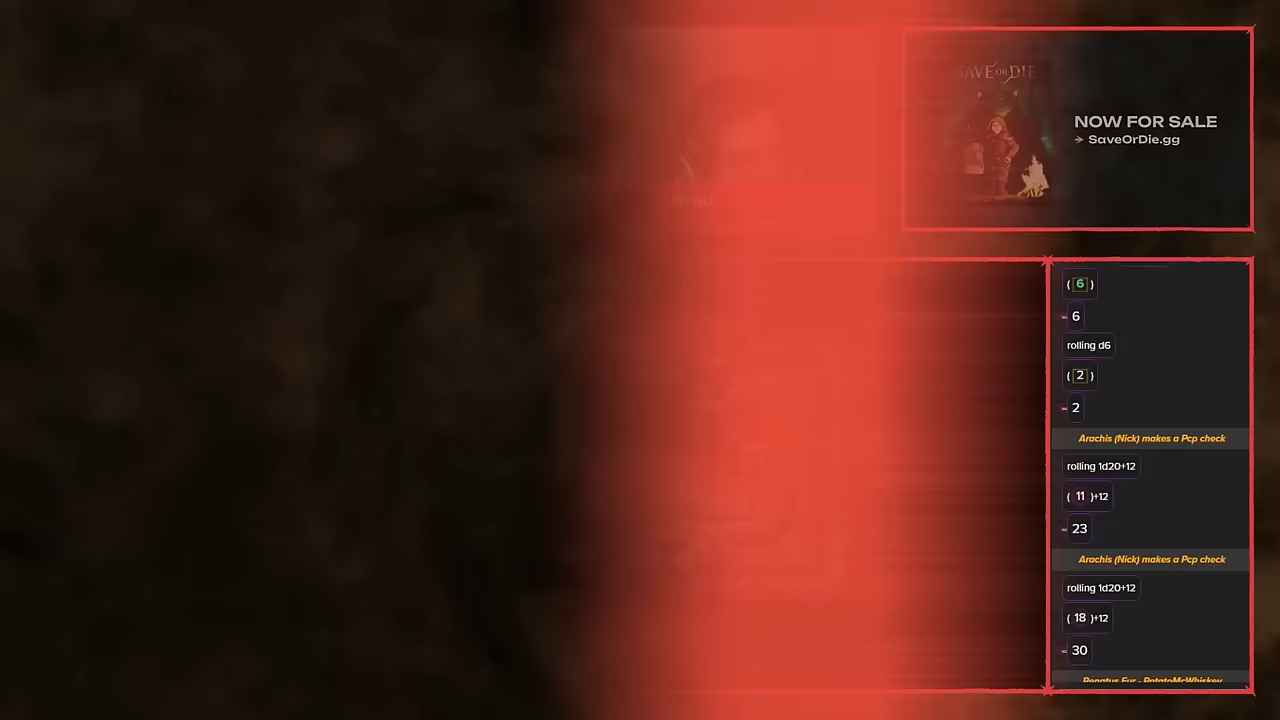 SAVE OR DIE
NOW FOR SALE
→ SaveOrDie.gg
( 6 )
= 6
rolling d6
( 2 )
= 2
Arachis (Nick) makes a Pcp check
rolling 1d20+12
( 11 )+12
= 23
Arachis (Nick) makes a Pcp check
rolling 1d20+12
( 18 )+12
= 30
PotatoMcWhiskey